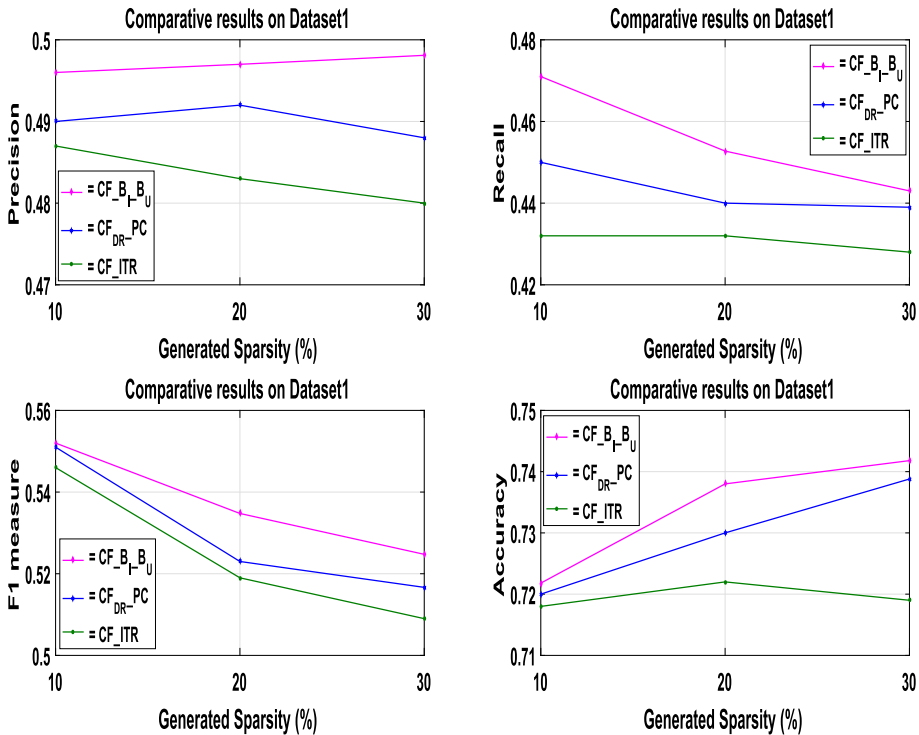 Comparative results on Dataset1
0.5
0.49
0.48
0.47
Precision
= CF_B_I_B_U
= CF_DR_PC
= CF_ITR
10 20 30
Generated Sparsity (%)
Comparative results on Dataset1
0.48
0.46
0.44
0.42
Recall
= CF_B_I_B_U
= CF_DR_PC
= CF_ITR
10 20 30
Generated Sparsity (%)
Comparative results on Dataset1
0.56
0.54
0.52
0.5
F1 measure
= CF_B_I_B_U
= CF_DR_PC
= CF_ITR
10 20 30
Generated Sparsity (%)
Comparative results on Dataset1
0.75
0.74
0.73
0.72
0.71
Accuracy
= CF_B_I_B_U
= CF_DR_PC
= CF_ITR
10 20 30
Generated Sparsity (%)